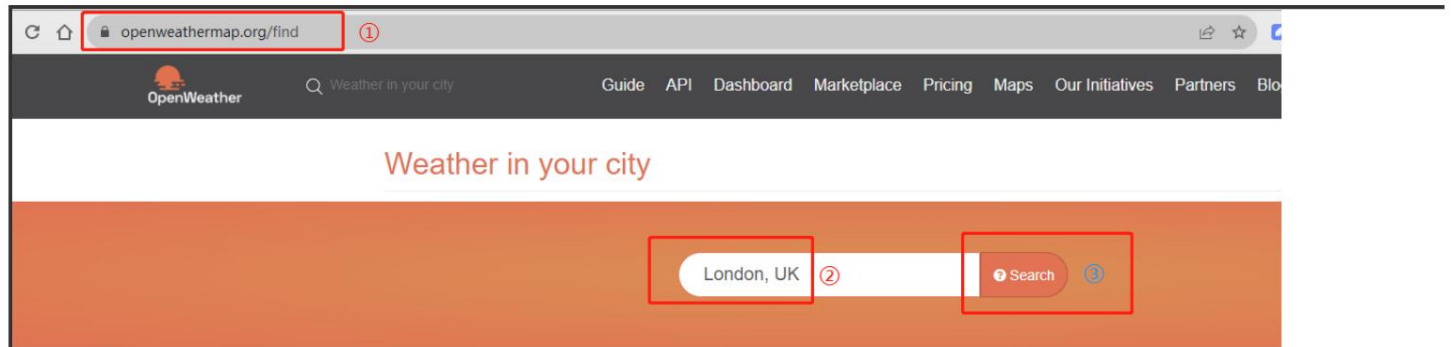 openweathermap.org/find ①
OpenWeather Weather in your city Guide API Dashboard Marketplace Pricing Maps Our Initiatives Partners Blo
Weather in your city
London, UK ② Search ③